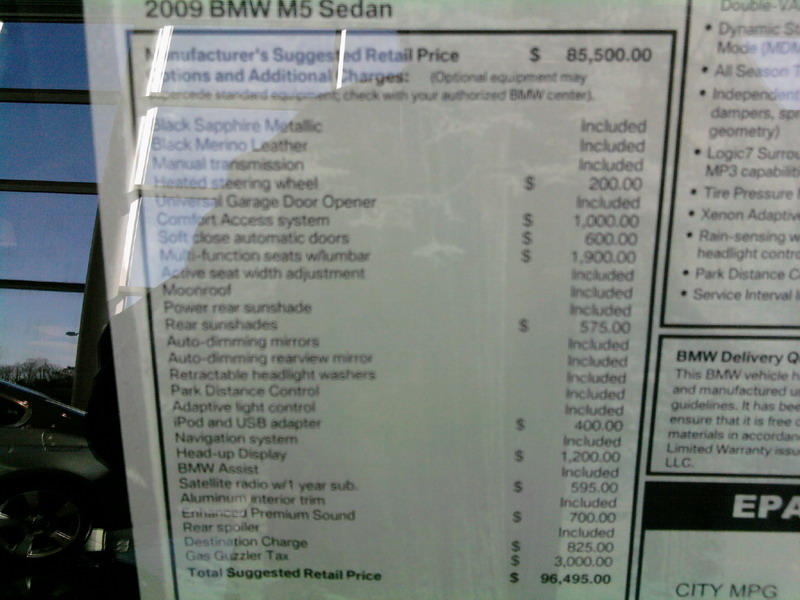 2009 BMW M5 Sedan
Manufacturer's Suggested Retail Price $ 85,500.00
Options and Additional Charges: (Optional equipment may
supercede standard equipment; check with your authorized BMW center).
Black Sapphire Metallic Included
Black Merino Leather Included
Manual transmission Included
Heated steering wheel $ 200.00
Universal Garage Door Opener Included
Comfort Access system $ 1,000.00
Soft close automatic doors $ 600.00
Multi-function seats w/lumbar $ 1,900.00
Active seat width adjustment Included
Moonroof Included
Power rear sunshade Included
Rear sunshades $ 575.00
Auto-dimming mirrors Included
Auto-dimming rearview mirror Included
Retractable headlight washers Included
Park Distance Control Included
Adaptive light control Included
iPod and USB adapter $ 400.00
Navigation system Included
Head-up Display $ 1,200.00
BMW Assist Included
Satellite radio w/1 year sub. $ 595.00
Aluminum interior trim Included
Enhanced Premium Sound $ 700.00
Rear spoiler Included
Destination Charge $ 825.00
Gas Guzzler Tax $ 3,000.00
Total Suggested Retail Price $ 96,495.00
Double-VA
• Dynamic St
Mode (MDM
• All Season T
• Independent
dampers, spr
geometry)
• Logic7 Surrou
MP3 capabiliti
• Tire Pressure
• Xenon Adaptive
• Rain-sensing w
headlight contro
• Park Distance C
• Service Interval I
BMW Delivery Q
This BMW vehicle h
and manufactured u
guidelines. It has bee
ensure that it is free o
materials in accordan
Limited Warranty issu
LLC.
EPA
CITY MPG